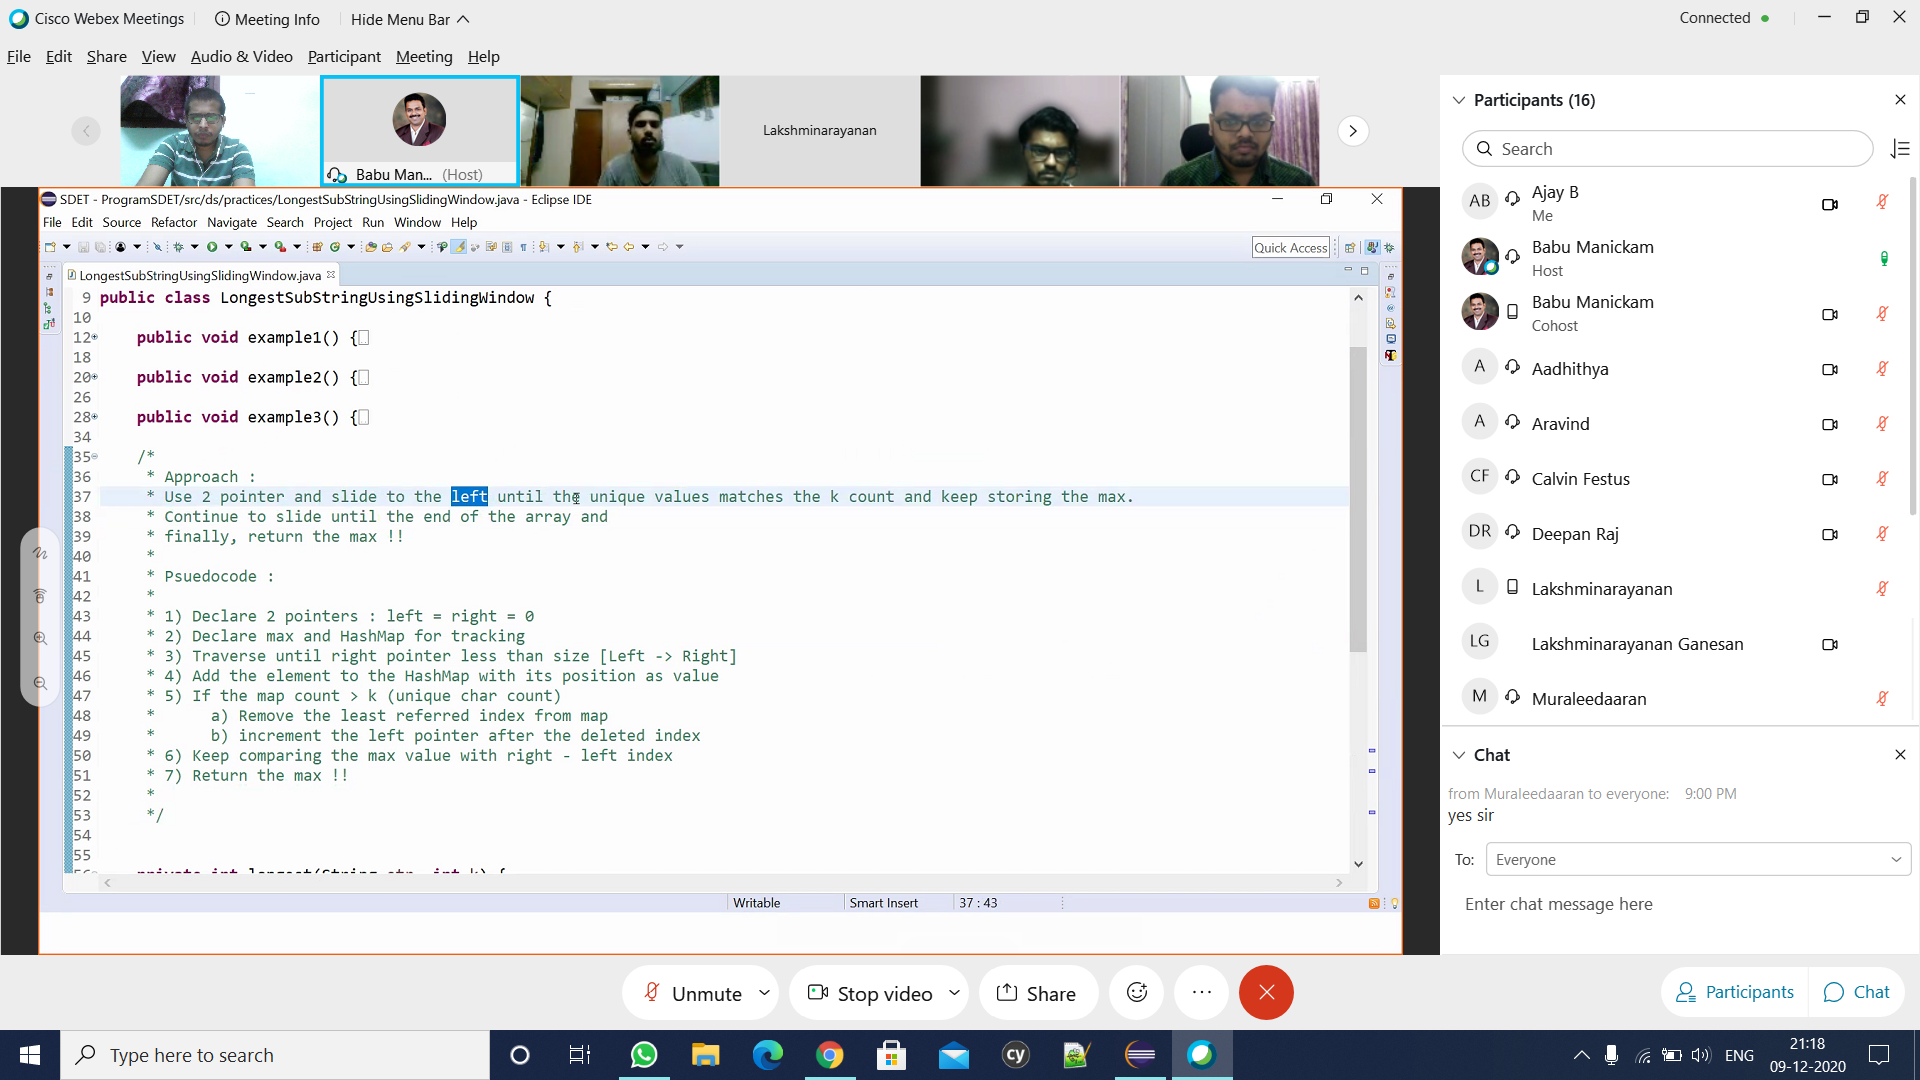 Cisco Webex Meetings
Meeting Info
Hide Menu Bar
Connected
File Edit Share View Audio & Video Participant Meeting Help
Babu Man... (Host)
Lakshminarayanan
SDET - ProgramSDET/src/ds/practices/LongestSubStringUsingSlidingWindow.java - Eclipse IDE
File Edit Source Refactor Navigate Search Project Run Window Help
Quick Access
LongestSubStringUsingSlidingWindow.java
9 public class LongestSubStringUsingSlidingWindow {
10
12 public void example1() {
18
20 public void example2() {
26
28 public void example3() {
34
35 /*
36 * Approach :
37 * Use 2 pointer and slide to the left until the unique values matches the k count and keep storing the max.
38 * Continue to slide until the end of the array and
39 * finally, return the max !!
40 *
41 * Psuedocode :
42 *
43 * 1) Declare 2 pointers : left = right = 0
44 * 2) Declare max and HashMap for tracking
45 * 3) Traverse until right pointer less than size [Left -> Right]
46 * 4) Add the element to the HashMap with its position as value
47 * 5) If the map count > k (unique char count)
48 * a) Remove the least referred index from map
49 * b) increment the left pointer after the deleted index
50 * 6) Keep comparing the max value with right - left index
51 * 7) Return the max !!
52 *
53 */
54
55
56 private int longest(String str, int k) {
Writable Smart Insert 37 : 43
Participants (16)
Search
AB Ajay B
Me
Babu Manickam
Host
Babu Manickam
Cohost
A Aadhithya
A Aravind
CF Calvin Festus
DR Deepan Raj
L Lakshminarayanan
LG Lakshminarayanan Ganesan
M Muraleedaaran
Chat
from Muraleedaaran to everyone: 9:00 PM
yes sir
To: Everyone
Enter chat message here
Unmute
Stop video
Share
Participants
Chat
Type here to search
cy
ENG
21:18
09-12-2020